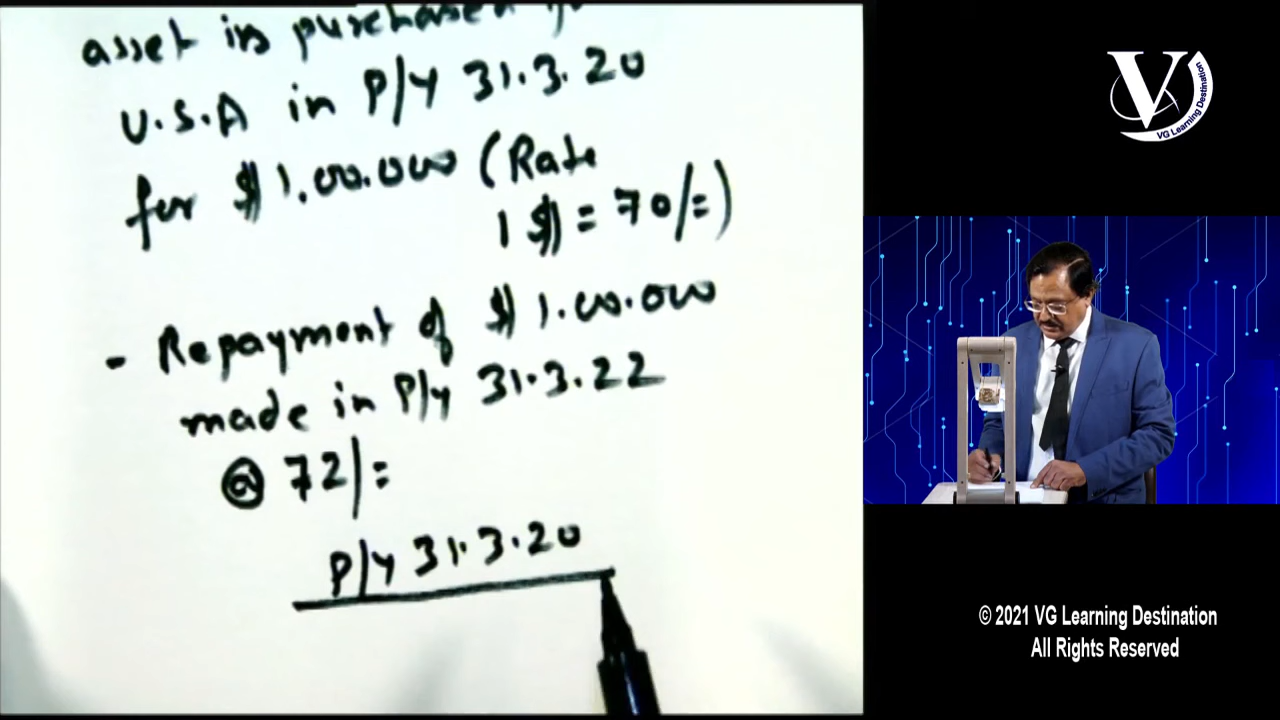 asset is purchased
U.S.A in P/Y 31.3.20
for $ 1.00.000 (Rate
1 $ = 70/=)
- Repayment of $ 1.00.000
made in P/Y 31.3.22
@ 72/=
P/Y 31.3.20
V
VG Learning Destination
© 2021 VG Learning Destination
All Rights Reserved